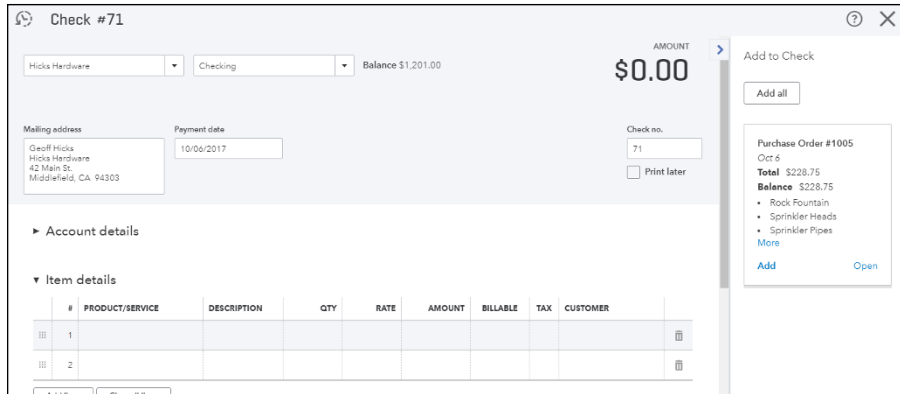 Check #71
AMOUNT
Hicks Hardware
Checking
Balance $1,201.00
$0.00
Mailing address
Payment date
Check no.
Geoff Hicks
Hicks Hardware
42 Main St.
Middlefield, CA 94303
10/06/2017
71
Print later
Account details
Item details
# PRODUCT/SERVICE DESCRIPTION QTY RATE AMOUNT BILLABLE TAX CUSTOMER
1
2
Add to Check
Add all
Purchase Order #1005
Oct 6
Total $228.75
Balance $228.75
• Rock Fountain
• Sprinkler Heads
• Sprinkler Pipes
More
Add Open